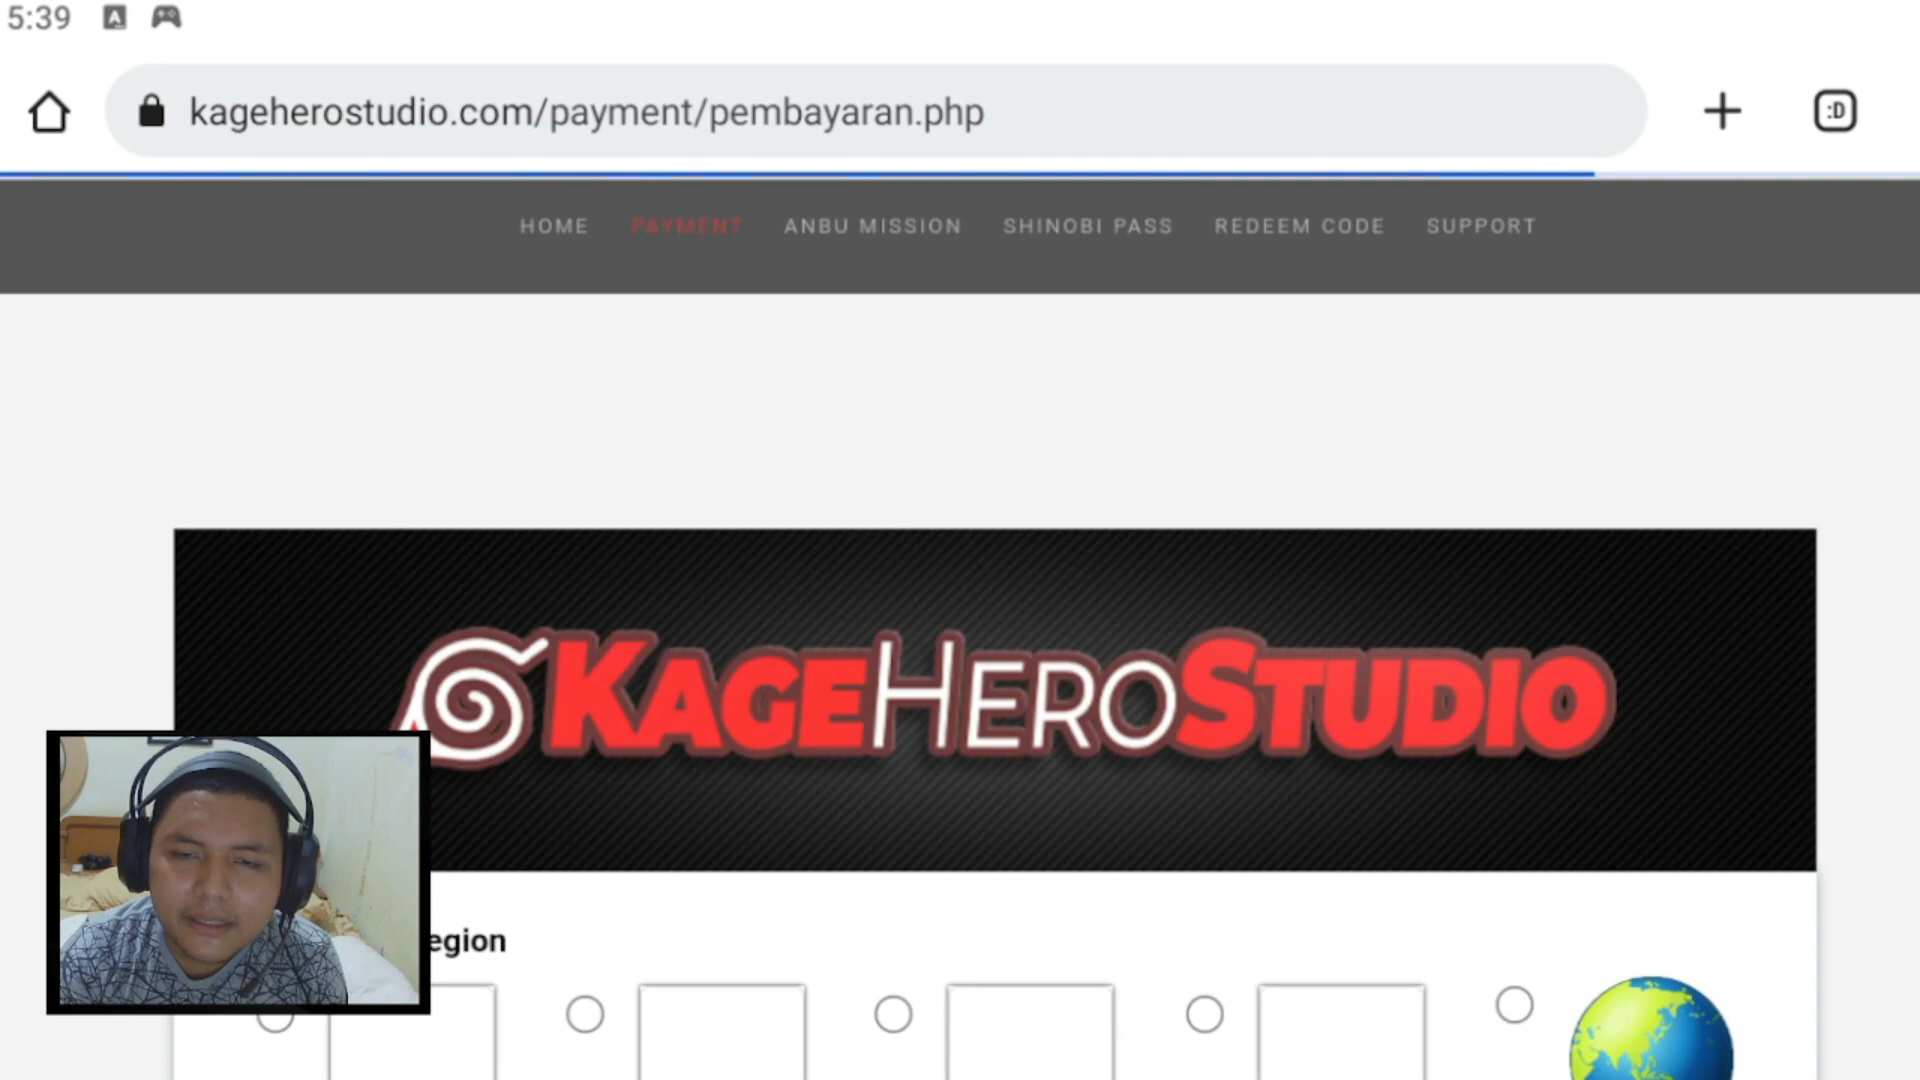 5:39
A
kageherostudio.com/payment/pembayaran.php
:D
HOME PAYMENT ANBU MISSION SHINOBI PASS REDEEM CODE SUPPORT
KAGEHEROSTUDIO
egion